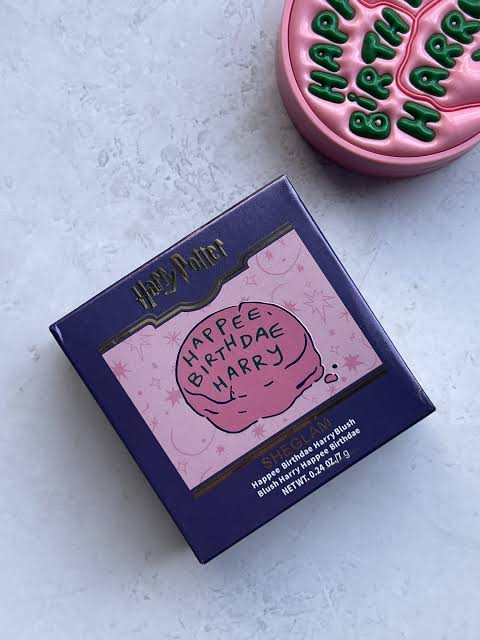 HAPP
BIRTH
HARR
Harry Potter
HAPPEE
BIRTHDAE
HARRY
SHEGLAM
Happee Birthdae Harry Blush
Blush Harry Happee Birthdae
NET WT. 0.24 OZ./7 g